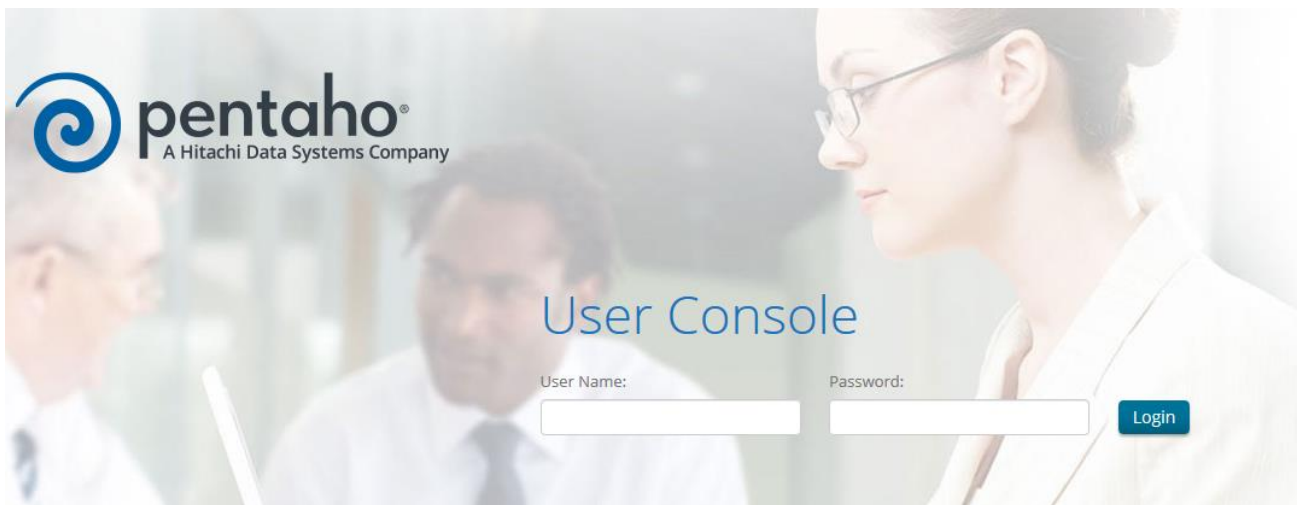 pentaho®
A Hitachi Data Systems Company
User Console
User Name:
Password:
Login